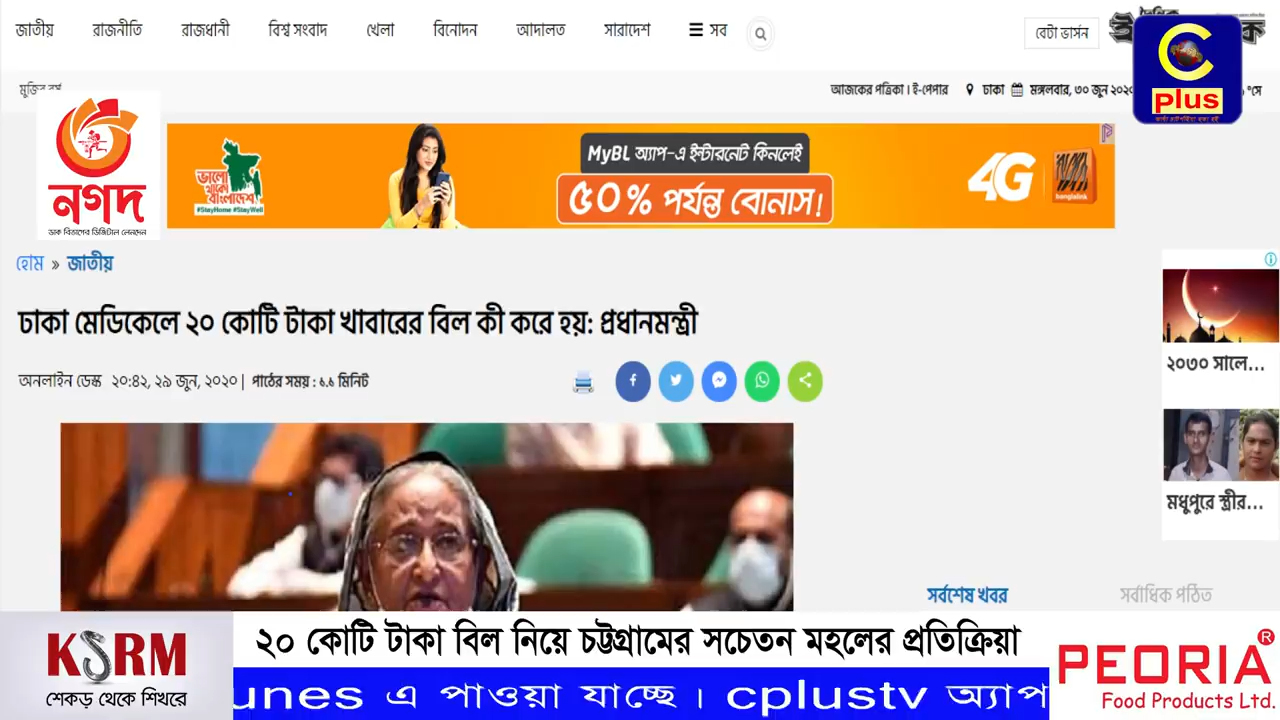 জাতীয় রাজনীতি রাজধানী বিশ্ব সংবাদ খেলা বিনোদন আদালত সারাদেশ সব বেটা ভার্সন
C
plus
আজকের পত্রিকা । ই-পেপার ঢাকা মঙ্গলবার, ৩০ জুন ২০২০
নগদ
ডাক বিভাগের ডিজিটাল লেনদেন
ভালো থাকো বাংলাদেশ
#StayHome #StayWell
MyBL অ্যাপ-এ ইন্টারনেট কিনলেই
৫০% পর্যন্ত বোনাস!
4G
banglalink
হোম » জাতীয়
ঢাকা মেডিকেলে ২০ কোটি টাকা খাবারের বিল কী করে হয়: প্রধানমন্ত্রী
অনলাইন ডেস্ক ২০:৪২, ২৯ জুন, ২০২০ | পাঠের সময় : ৬.৬ মিনিট
২০৩০ সালে...
মধুপুরে স্ত্রীর...
সর্বশেষ খবর সর্বাধিক পঠিত
KSRM
শেকড় থেকে শিখরে
২০ কোটি টাকা বিল নিয়ে চট্টগ্রামের সচেতন মহলের প্রতিক্রিয়া
unes এ পাওয়া যাচ্ছে । cplustv অ্যাপ
PEORIA®
Food Products Ltd.